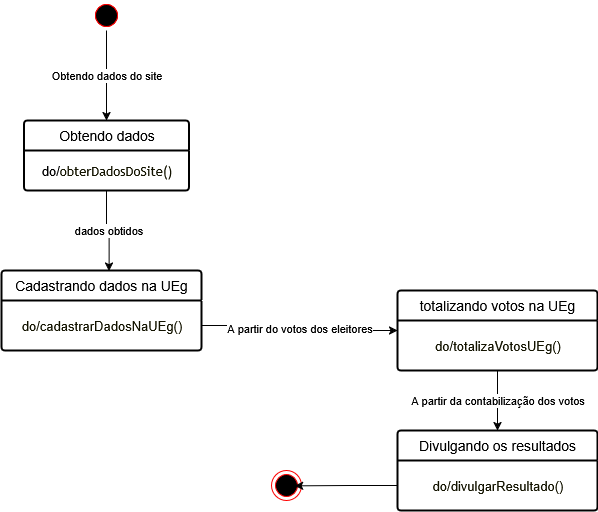 Obtendo dados do site
Obtendo dados
do/obterDadosDoSite()
dados obtidos
Cadastrando dados na UEg
do/cadastrarDadosNaUEg()
A partir do votos dos eleitores
totalizando votos na UEg
do/totalizaVotosUEg()
A partir da contabilização dos votos
Divulgando os resultados
do/divulgarResultado()